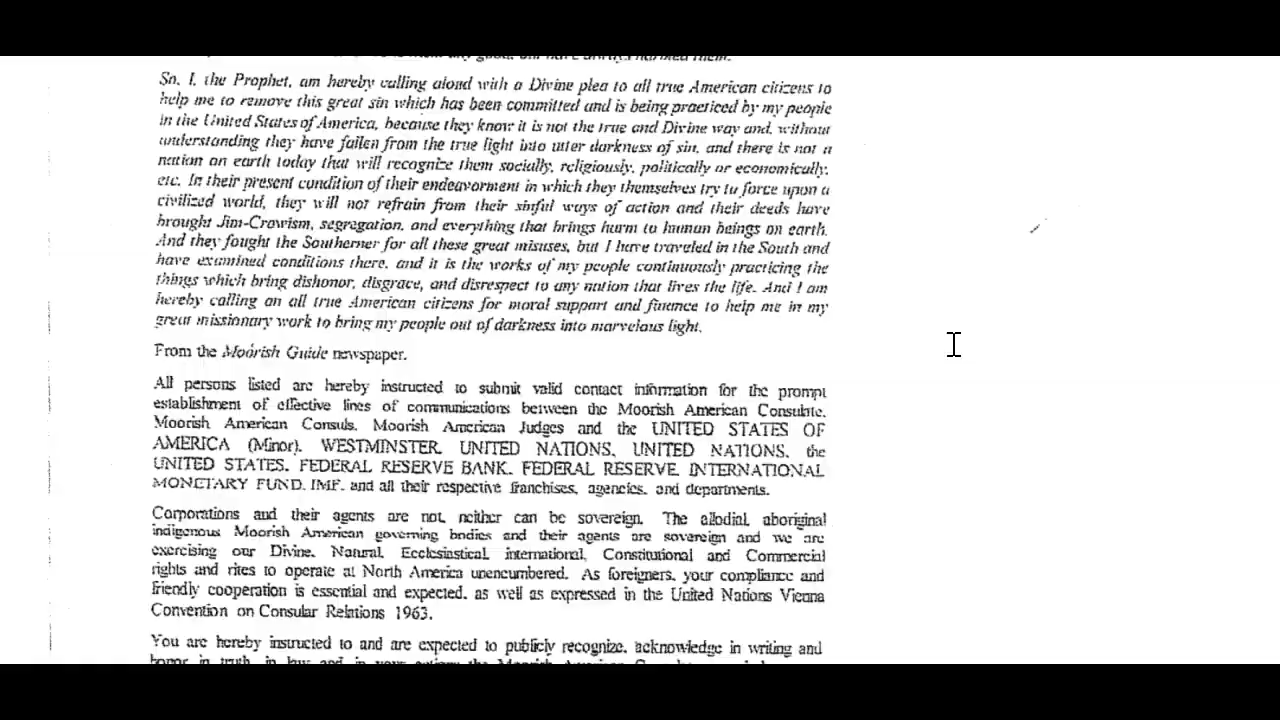 So, I, the Prophet, am hereby calling aloud with a Divine plea to all true American citizens to
help me to remove this great sin which has been committed and is being practiced by my people
in the United States of America, because they know it is not the true and Divine way and, without
understanding they have fallen from the true light into utter darkness of sin, and there is not a
nation on earth today that will recognize them socially, religiously, politically or economically,
etc. In their present condition of their endeavorment in which they themselves try to force upon a
civilized world, they will not refrain from their sinful ways of action and their deeds have
brought Jim-Crowism, segregation, and everything that brings harm to human beings on earth.
And they fought the Southerner for all these great misuses, but I have traveled in the South and
have examined conditions there, and it is the works of my people continuously practicing the
things which bring dishonor, disgrace, and disrespect to any nation that lives the life. And I am
hereby calling on all true American citizens for moral support and finance to help me in my
great missionary work to bring my people out of darkness into marvelous light.
From the Moorish Guide newspaper.
All persons listed are hereby instructed to submit valid contact information for the prompt
establishment of effective lines of communications between the Moorish American Consulate,
Moorish American Consuls, Moorish American Judges and the UNITED STATES OF
AMERICA (Minor), WESTMINSTER, UNITED NATIONS, UNITED NATIONS, the
UNITED STATES, FEDERAL RESERVE BANK, FEDERAL RESERVE, INTERNATIONAL
MONETARY FUND, IMF, and all their respective franchises, agencies, and departments.
Corporations and their agents are not, neither can be sovereign. The allodial, aboriginal
indigenous Moorish American governing bodies and their agents are sovereign and we are
exercising our Divine, Natural, Ecclesiastical, international, Constitutional and Commercial
rights and rites to operate at North America unencumbered. As foreigners, your compliance and
friendly cooperation is essential and expected, as well as expressed in the United Nations Vienna
Convention on Consular Relations 1963.
You are hereby instructed to and are expected to publicly recognize, acknowledge in writing and